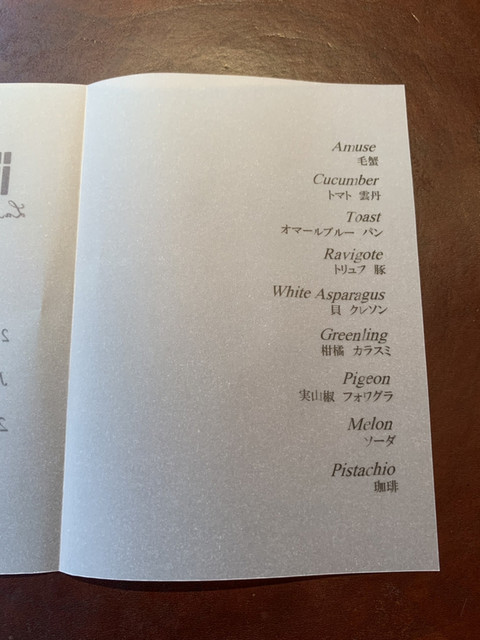 Amuse
毛蟹
Cucumber
トマト 雲丹
Toast
オマールブルー パン
Ravigote
トリュフ 豚
White Asparagus
貝 クレソン
Greenling
柑橘 カラスミ
Pigeon
実山椒 フォワグラ
Melon
ソーダ
Pistachio
珈琲